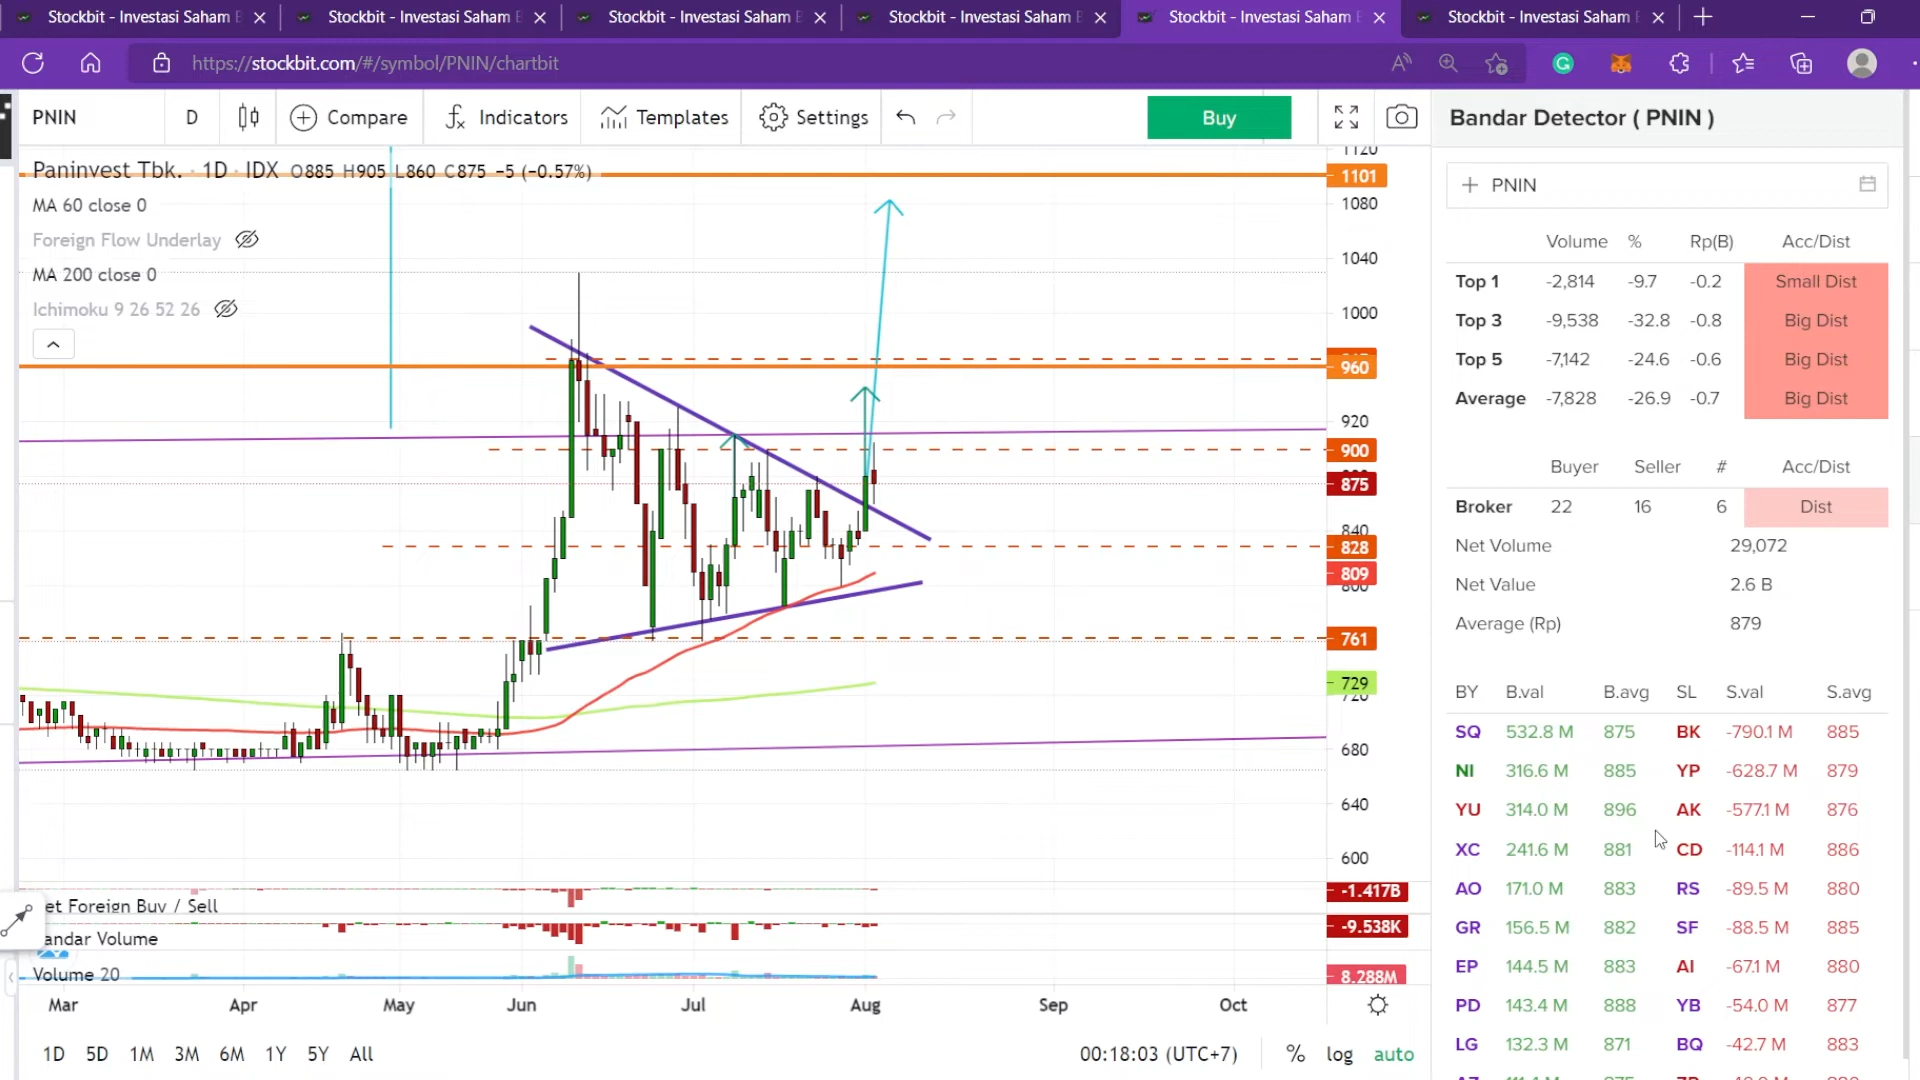 Stockbit - Investasi Saham
Stockbit - Investasi Saham
Stockbit - Investasi Saham
Stockbit - Investasi Saham
Stockbit - Investasi Saham
Stockbit - Investasi Saham
https://stockbit.com/#/symbol/PNIN/chartbit
PNIN D Compare Indicators Templates Settings Buy
Paninvest Tbk. · 1D · IDX O885 H905 L860 C875 −5 (−0.57%)
MA 60 close 0
Foreign Flow Underlay
MA 200 close 0
Ichimoku 9 26 52 26
1120
1101
1080
1040
1000
960
920
900
875
840
828
809
800
761
729
720
680
640
600
-1.417B
-9.538K
8.288M
et Foreign Buy / Sell
andar Volume
Volume 20
Mar Apr May Jun Jul Aug Sep Oct
1D 5D 1M 3M 6M 1Y 5Y All
00:18:03 (UTC+7) % log auto
Bandar Detector ( PNIN )
PNIN
Volume % Rp(B) Acc/Dist
Top 1 -2,814 -9.7 -0.2 Small Dist
Top 3 -9,538 -32.8 -0.8 Big Dist
Top 5 -7,142 -24.6 -0.6 Big Dist
Average -7,828 -26.9 -0.7 Big Dist
Buyer Seller # Acc/Dist
Broker 22 16 6 Dist
Net Volume 29,072
Net Value 2.6 B
Average (Rp) 879
BY B.val B.avg SL S.val S.avg
SQ 532.8 M 875 BK -790.1 M 885
NI 316.6 M 885 YP -628.7 M 879
YU 314.0 M 896 AK -577.1 M 876
XC 241.6 M 881 CD -114.1 M 886
AO 171.0 M 883 RS -89.5 M 880
GR 156.5 M 882 SF -88.5 M 885
EP 144.5 M 883 AI -67.1 M 880
PD 143.4 M 888 YB -54.0 M 877
LG 132.3 M 871 BQ -42.7 M 883